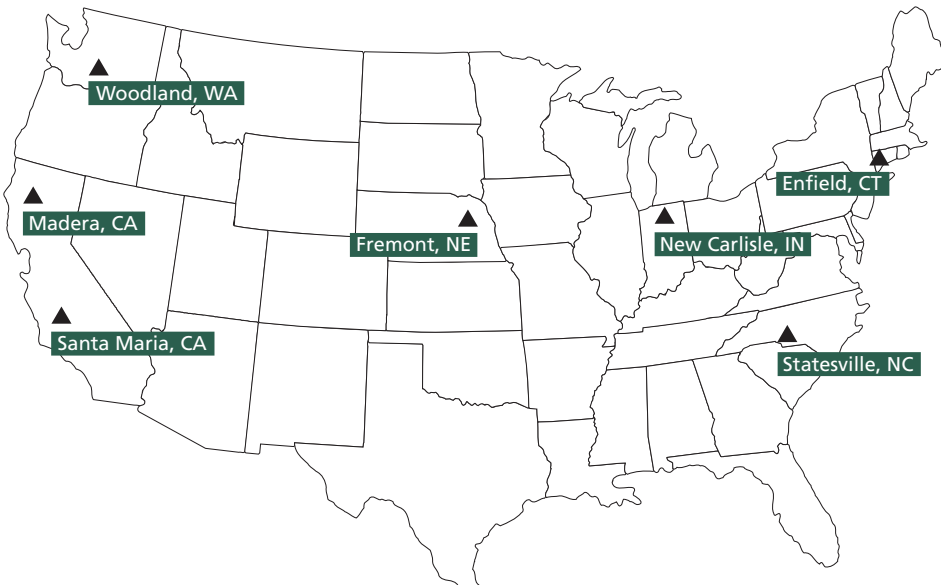 Woodland, WA
Enfield, CT
Madera, CA
Fremont, NE
New Carlisle, IN
Santa Maria, CA
Statesville, NC